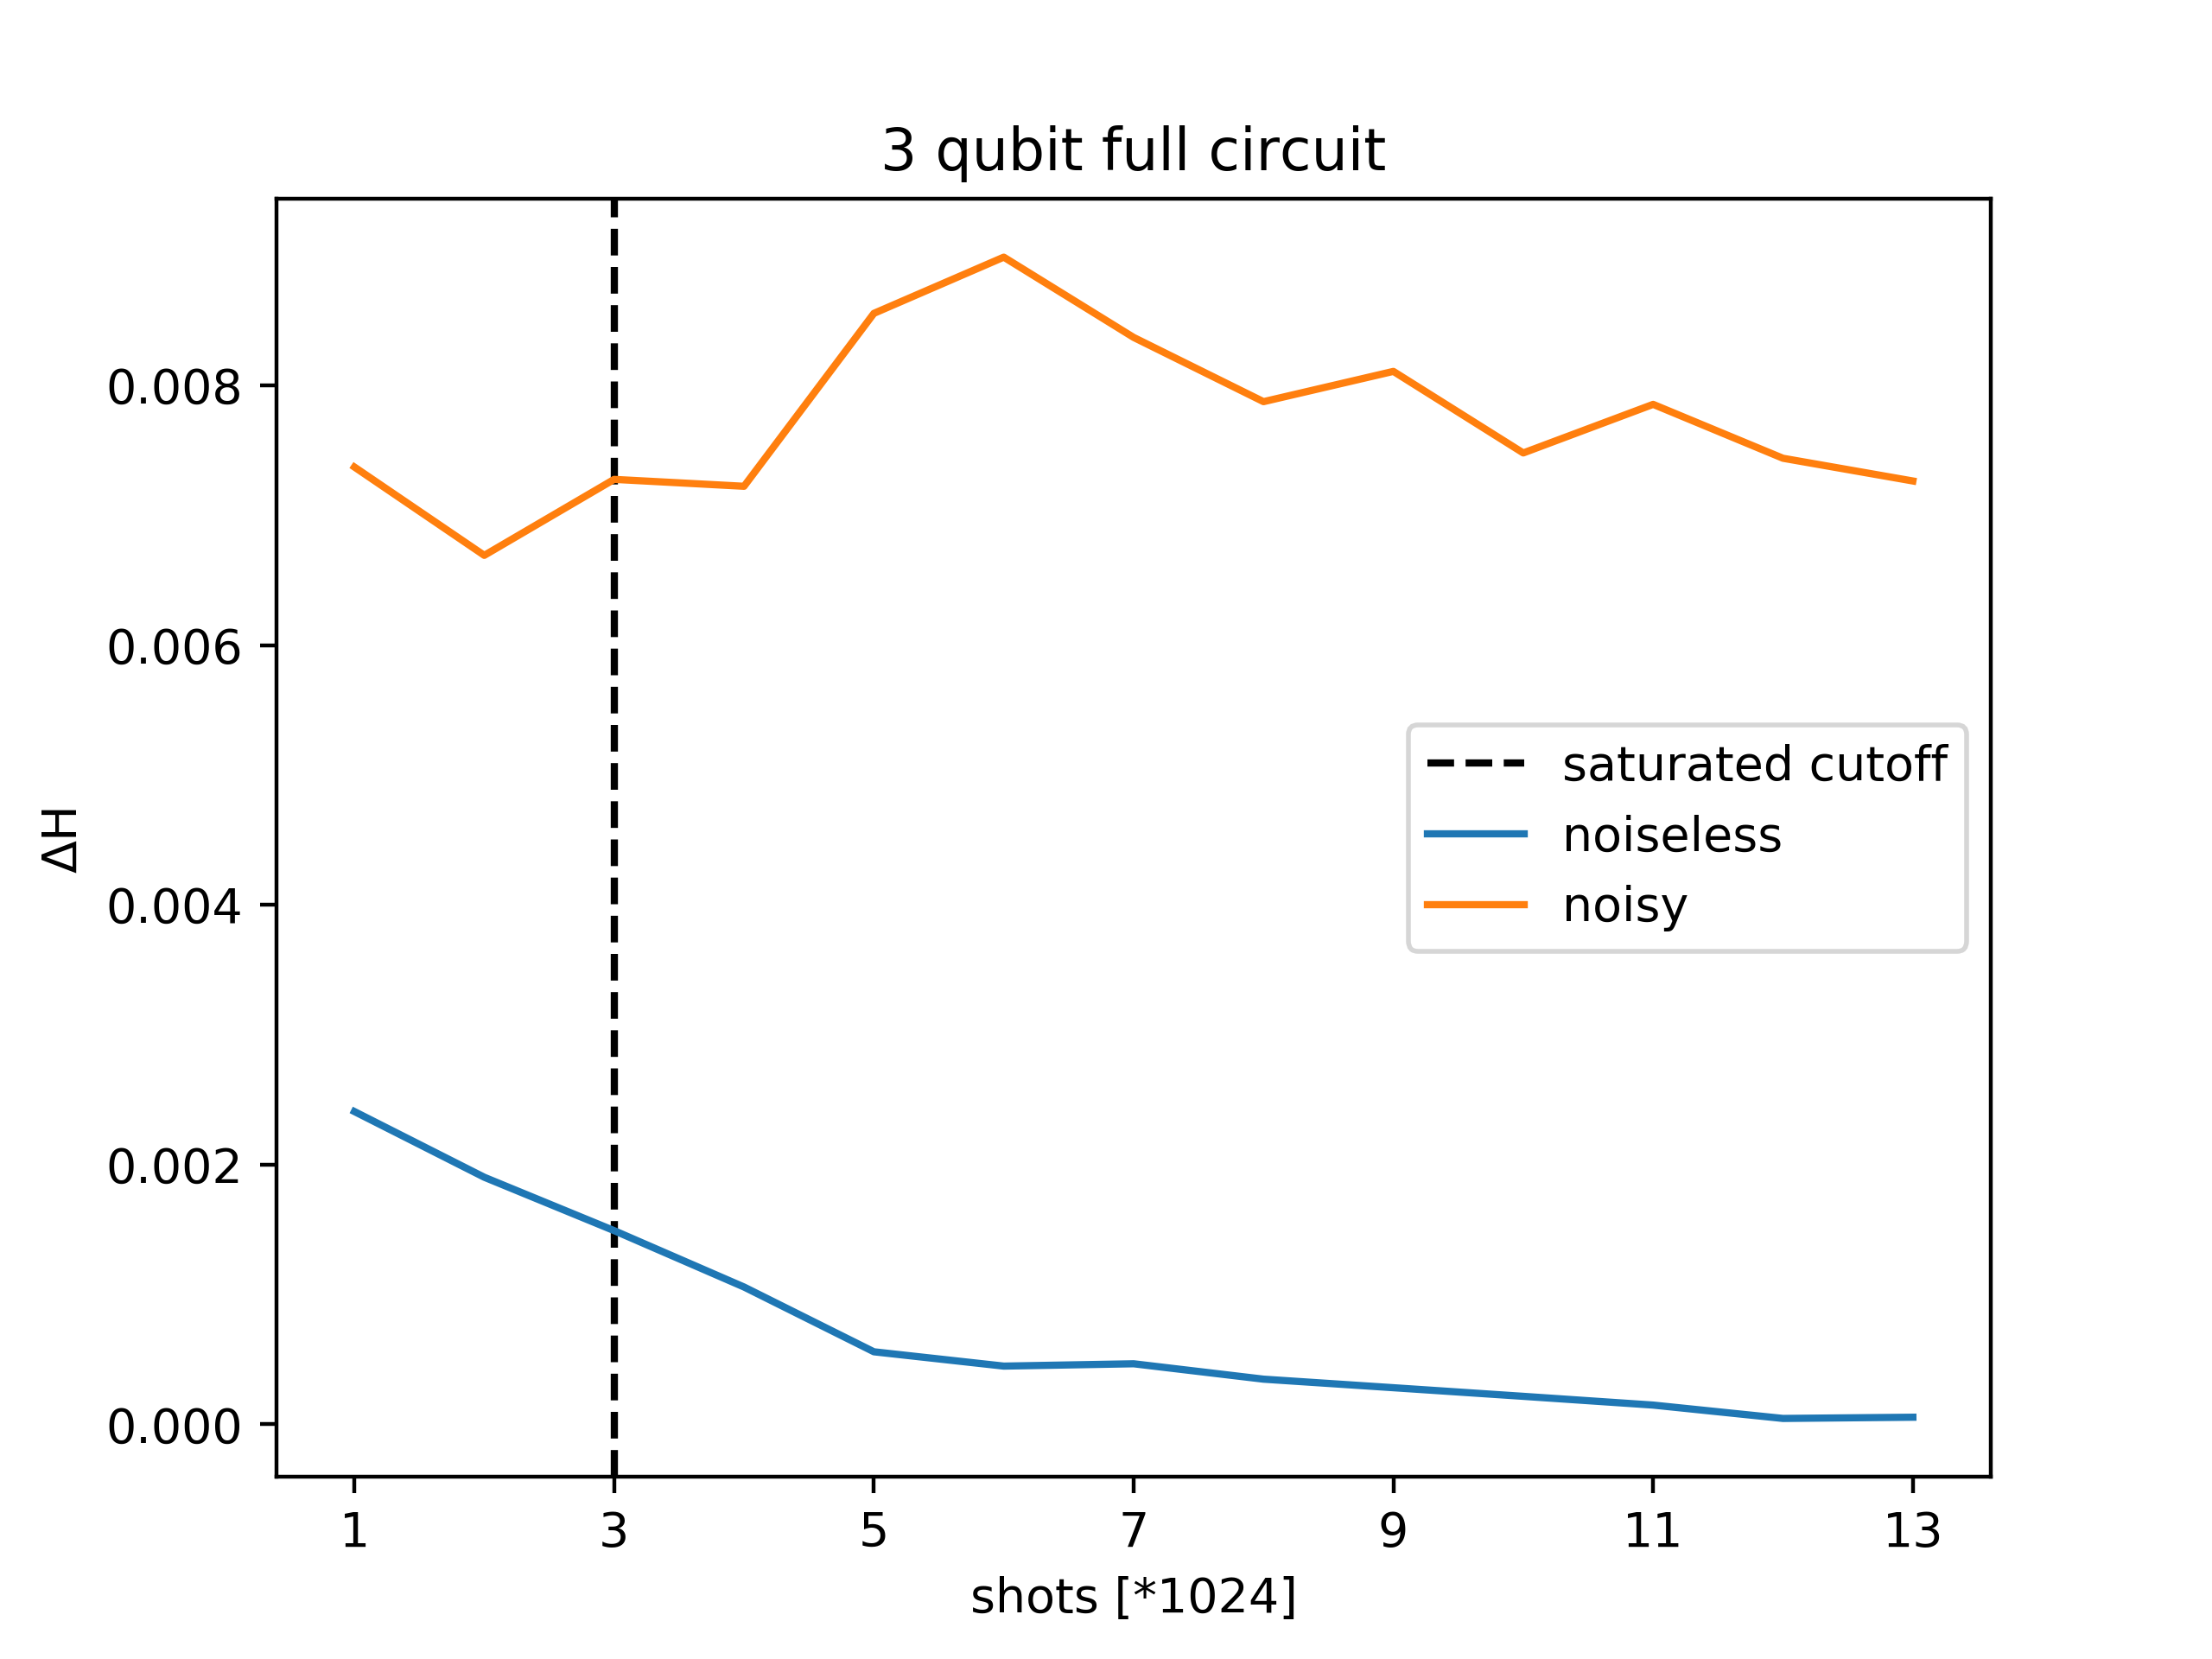 3 qubit full circuit
0.008
0.006
0.004
0.002
0.000
ΔH
saturated cutoff
noiseless
noisy
1 3 5 7 9 11 13
shots [*1024]